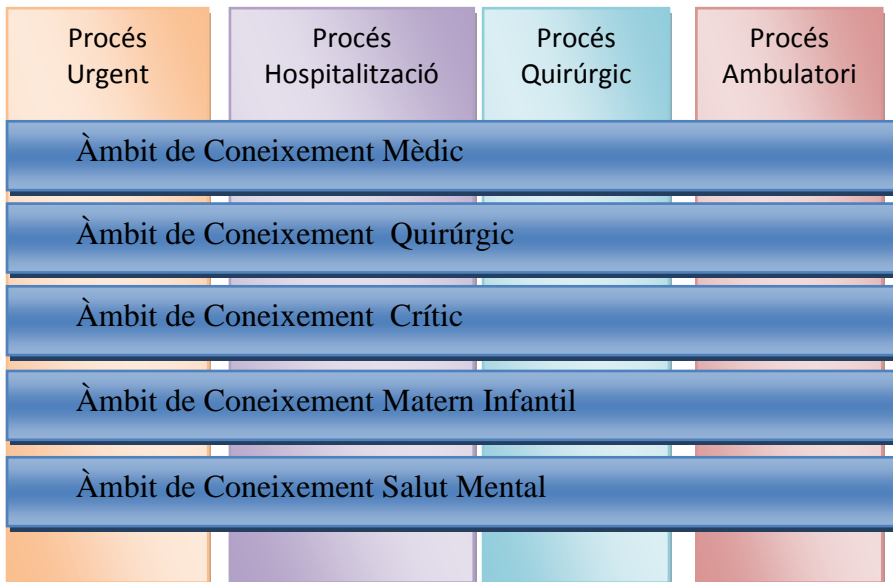 Procés
Urgent
Procés
Hospitalització
Procés
Quirúrgic
Procés
Ambulatori
Àmbit de Coneixement Mèdic
Àmbit de Coneixement  Quirúrgic
Àmbit de Coneixement  Crític
Àmbit de Coneixement Matern Infantil
Àmbit de Coneixement Salut Mental